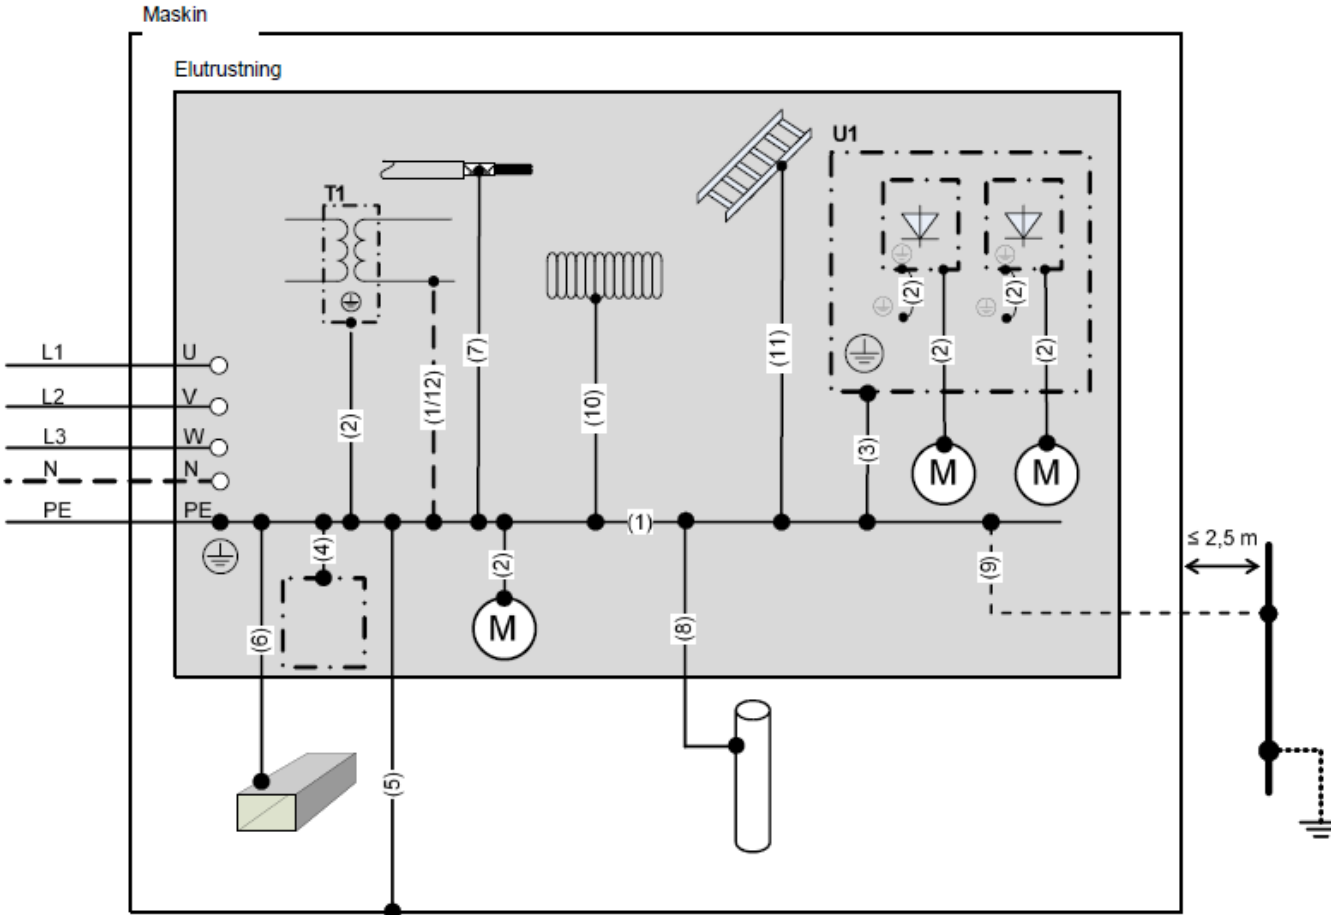 Maskin
Elutrustning
U1
T1
(2)
(2)
(7)
(11)
(2)
(2)
L1 U
(1/12)
L2 V
(10)
(2)
L3 W
(3)
M
M
N N
PE PE
(1)
(4)
(2)
(9)
≤ 2,5 m
(6)
M
(8)
(5)